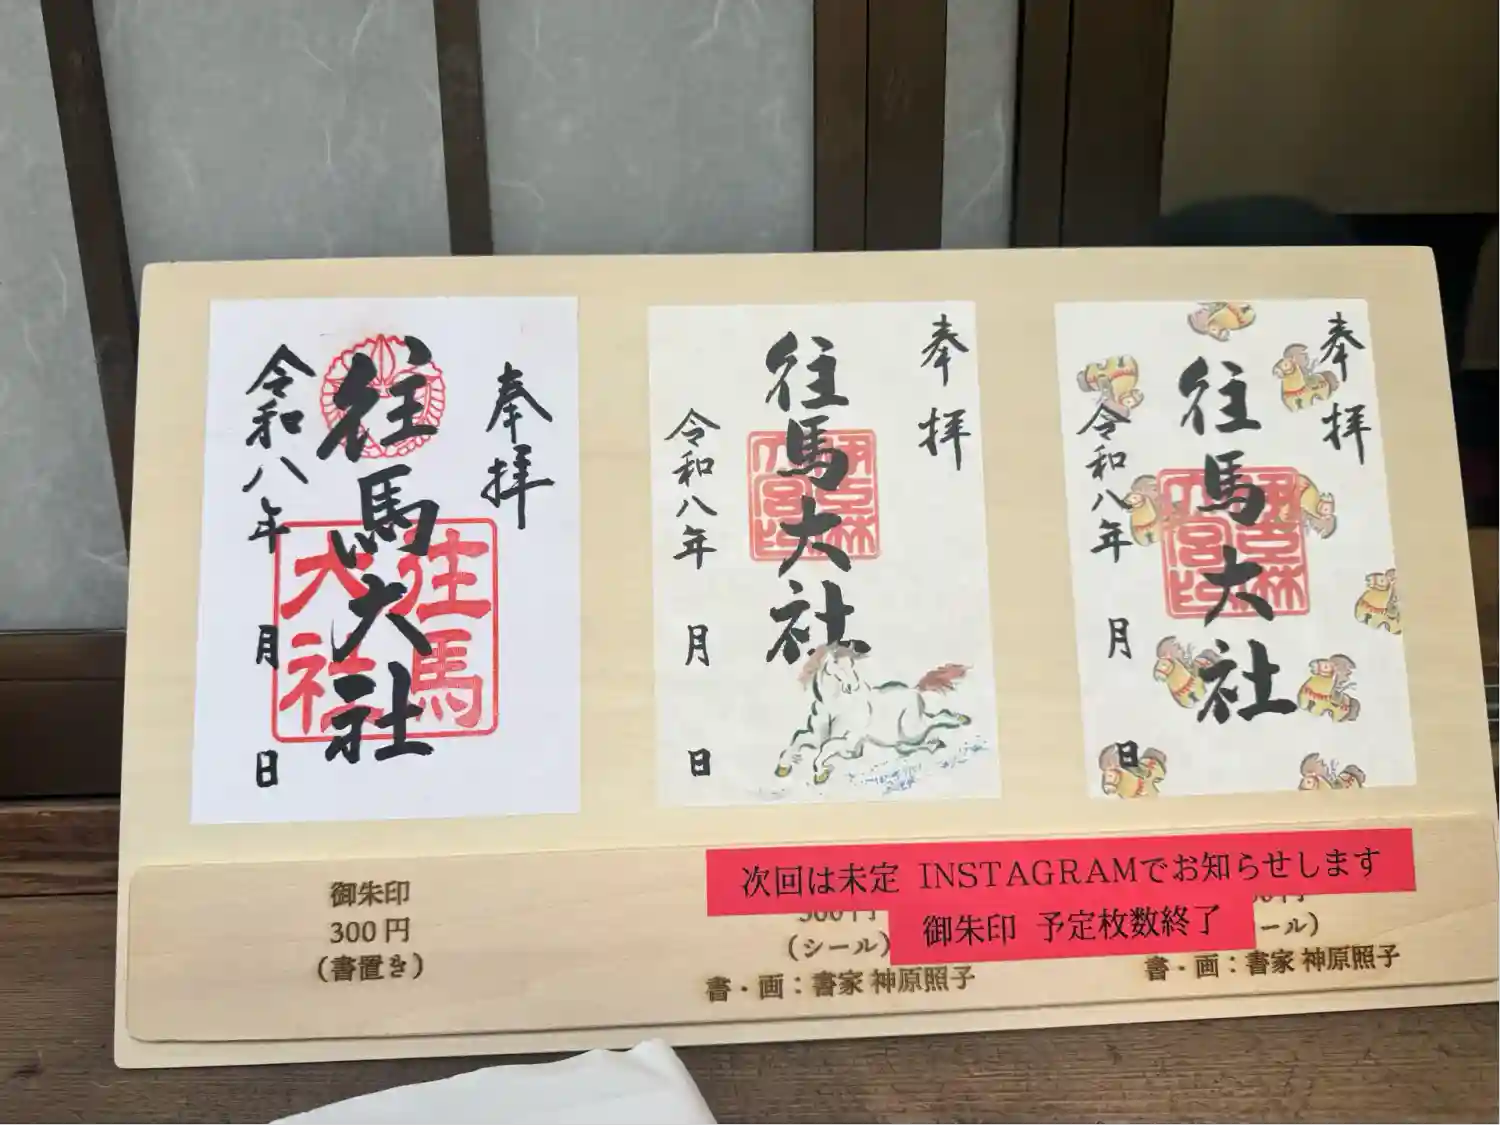 奉拝
往馬大社
令和八年 月 日
往馬大社
奉拝
往馬大社
令和八年
月
日
奉拝
往馬大社
令和八年
月
日
御朱印
300円
(書置き)
次回は未定 INSTAGRAMでお知らせします
御朱印 予定枚数終了
(シール)
書・画:書家 神原照子
ール)
書・画:書家 神原照子